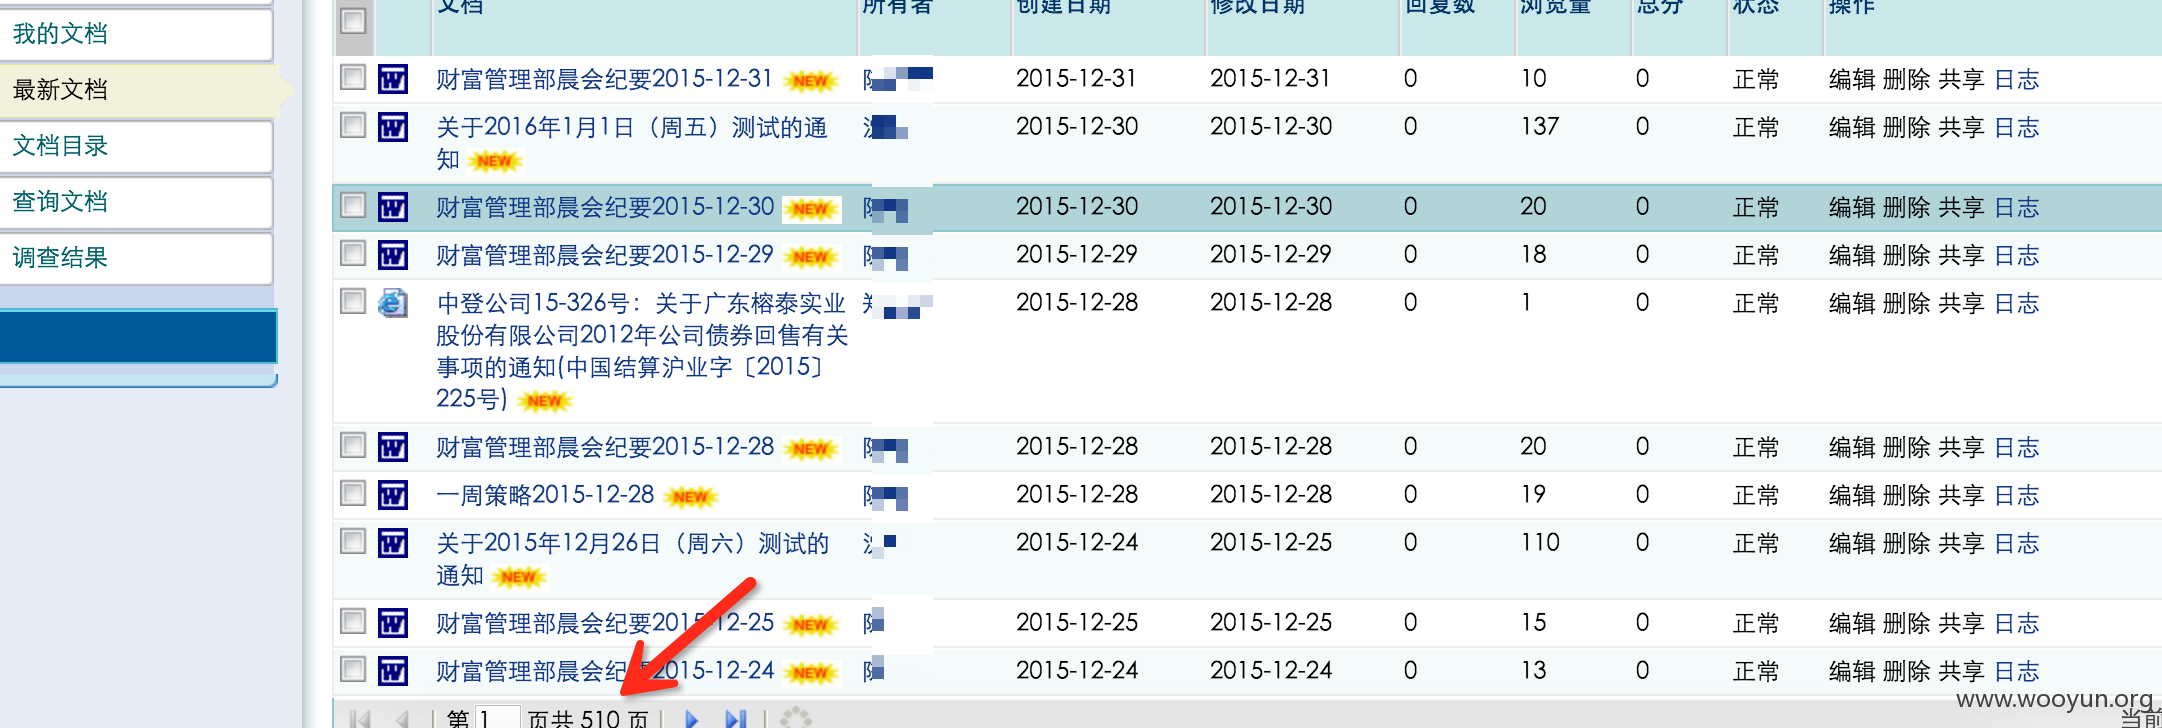 我的文档
最新文档
文档目录
查询文档
调查结果
文档 所有者 创建日期 修改日期 回复数 浏览量 总分 状态 操作
财富管理部晨会纪要2015-12-31 NEW 2015-12-31 2015-12-31 0 10 0 正常 编辑 删除 共享 日志
关于2016年1月1日（周五）测试的通 2015-12-30 2015-12-30 0 137 0 正常 编辑 删除 共享 日志
知 NEW
财富管理部晨会纪要2015-12-30 NEW 2015-12-30 2015-12-30 0 20 0 正常 编辑 删除 共享 日志
财富管理部晨会纪要2015-12-29 NEW 2015-12-29 2015-12-29 0 18 0 正常 编辑 删除 共享 日志
中登公司15-326号：关于广东榕泰实业 2015-12-28 2015-12-28 0 1 0 正常 编辑 删除 共享 日志
股份有限公司2012年公司债券回售有关
事项的通知(中国结算沪业字〔2015〕
225号) NEW
财富管理部晨会纪要2015-12-28 NEW 2015-12-28 2015-12-28 0 20 0 正常 编辑 删除 共享 日志
一周策略2015-12-28 NEW 2015-12-28 2015-12-28 0 19 0 正常 编辑 删除 共享 日志
关于2015年12月26日（周六）测试的 2015-12-24 2015-12-25 0 110 0 正常 编辑 删除 共享 日志
通知 NEW
财富管理部晨会纪要2015-12-25 NEW 2015-12-25 2015-12-25 0 15 0 正常 编辑 删除 共享 日志
财富管理部晨会纪要2015-12-24 NEW 2015-12-24 2015-12-24 0 13 0 正常 编辑 删除 共享 日志
第 1 页共 510 页
当前
www.wooyun.org